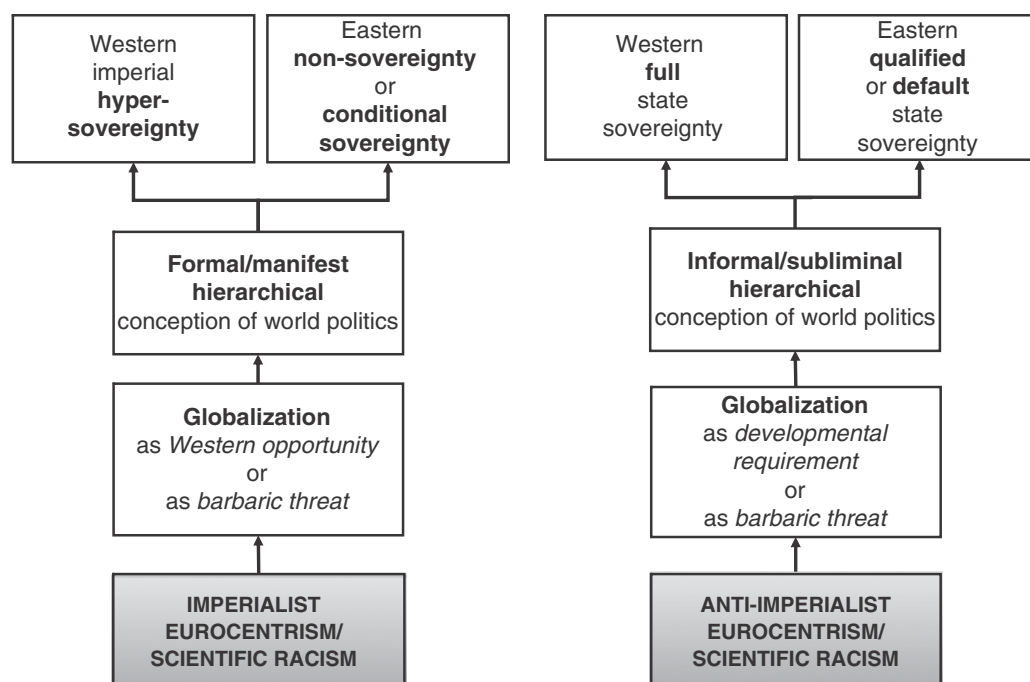 Western
imperial
hyper-
sovereignty
Eastern
non-sovereignty
or
conditional
sovereignty
Western
full
state
sovereignty
Eastern
qualified
or default
state
sovereignty
Formal/manifest
hierarchical
conception of world politics
Informal/subliminal
hierarchical
conception of world politics
Globalization
as Western opportunity
or
as barbaric threat
Globalization
as developmental
requirement
or
as barbaric threat
IMPERIALIST
EUROCENTRISM/
SCIENTIFIC RACISM
ANTI-IMPERIALIST
EUROCENTRISM/
SCIENTIFIC RACISM